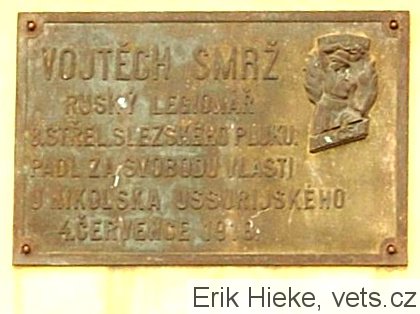 VOJTĚCH SMRŽ
RUSKÝ LEGIONÁŘ
8.STŘEL.SLEZSKÉHO PLUKU.
PADL ZA SVOBODU VLASTI
U NIKOLSKA USSURIJSKÉHO
4.ČERVENCE 1918.
Erik Hieke, vets.cz